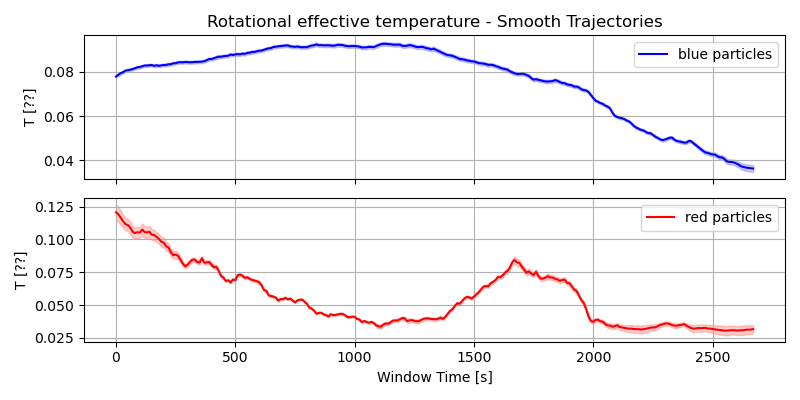 Rotational effective temperature - Smooth Trajectories
blue particles
T [??]
0.08
0.06
0.04
red particles
T [??]
0.125
0.100
0.075
0.050
0.025
0
500
1000
1500
2000
2500
Window Time [s]